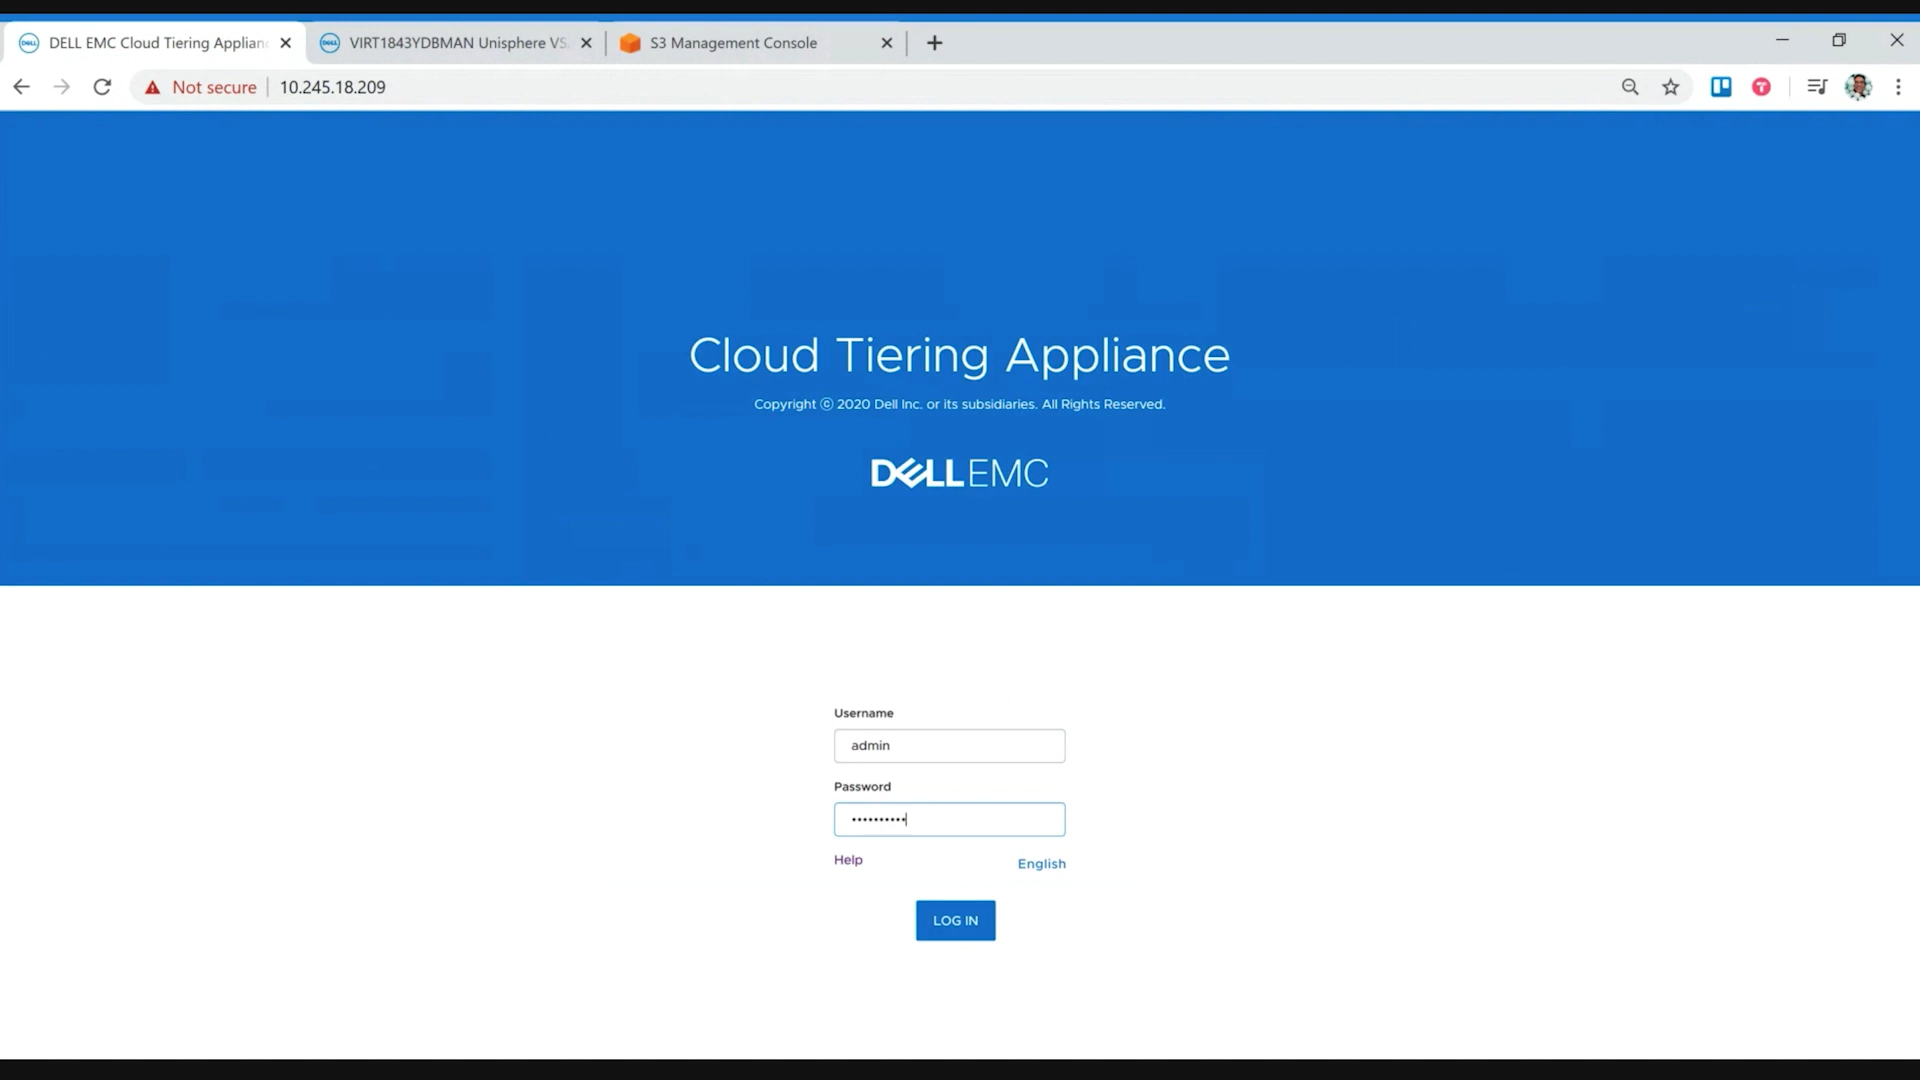 DELL EMC Cloud Tiering Applianc
VIRT1843YDBMAN Unisphere VS
S3 Management Console
Not secure
10.245.18.209
Cloud Tiering Appliance
Copyright © 2020 Dell Inc. or its subsidiaries. All Rights Reserved.
DELLEMC
Username
admin
Password
••••••••••
Help
English
LOG IN